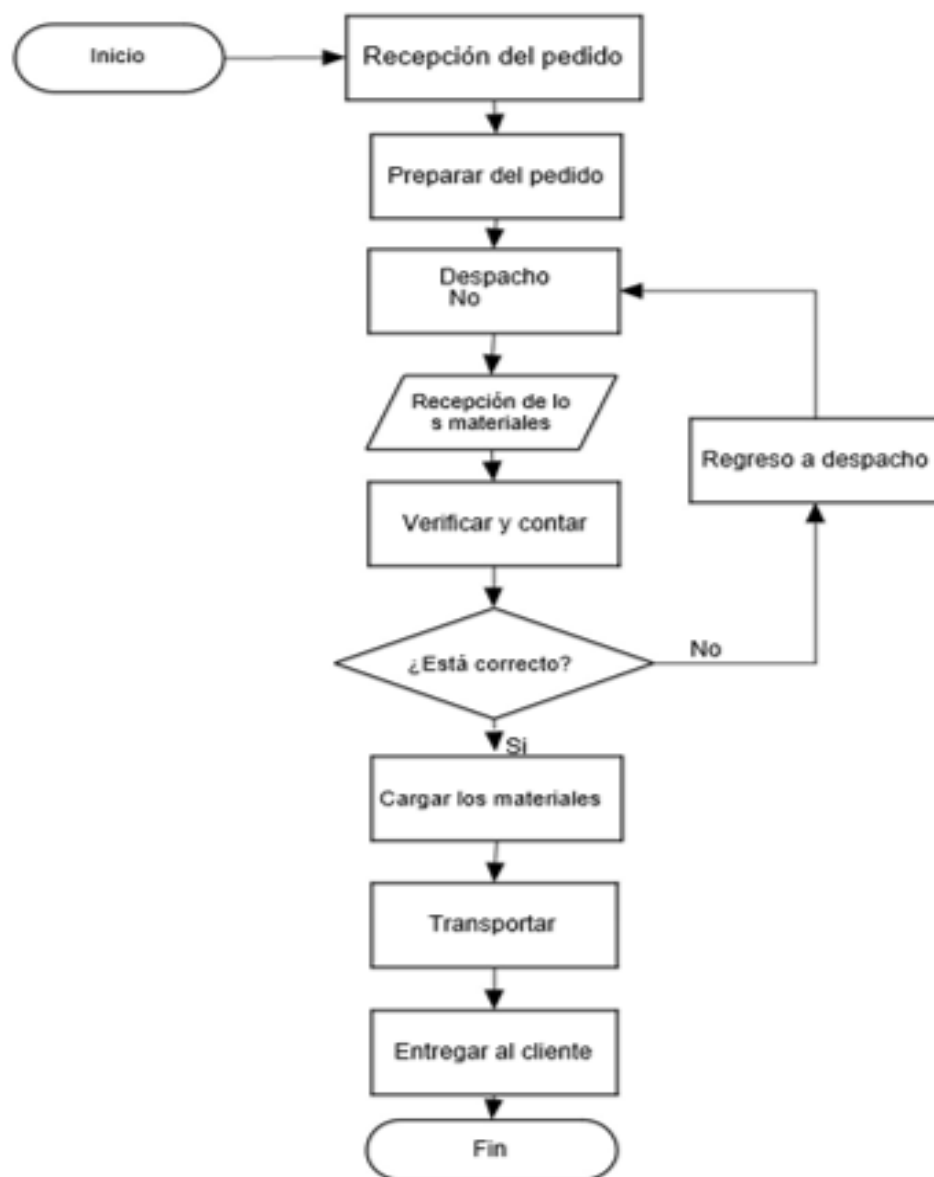 Inicio
Recepción del pedido
Preparar del pedido
Despacho
No
Recepción de lo
s materiales
Regreso a despacho
Verificar y contar
¿Está correcto?
No
Si
Cargar los materiales
Transportar
Entregar al cliente
Fin